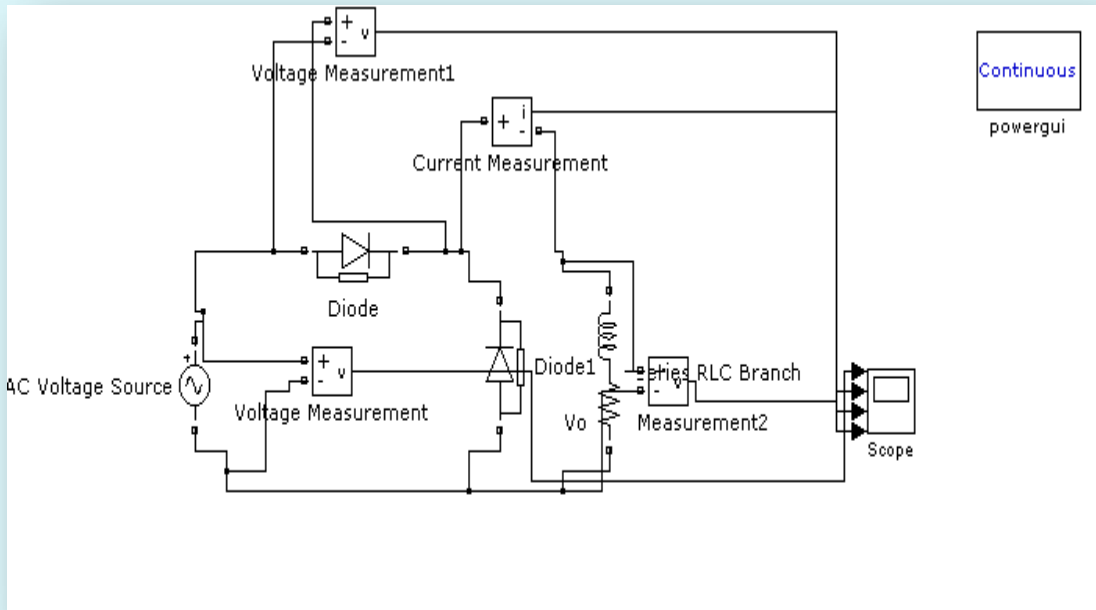 +
-
v
Voltage Measurement1
Continuous
powergui
+
i
-
Current Measurement
Diode
+
AC Voltage Source
+
-
v
Voltage Measurement
Diode1
Series RLC Branch
+
-
v
Vo
Measurement2
Scope